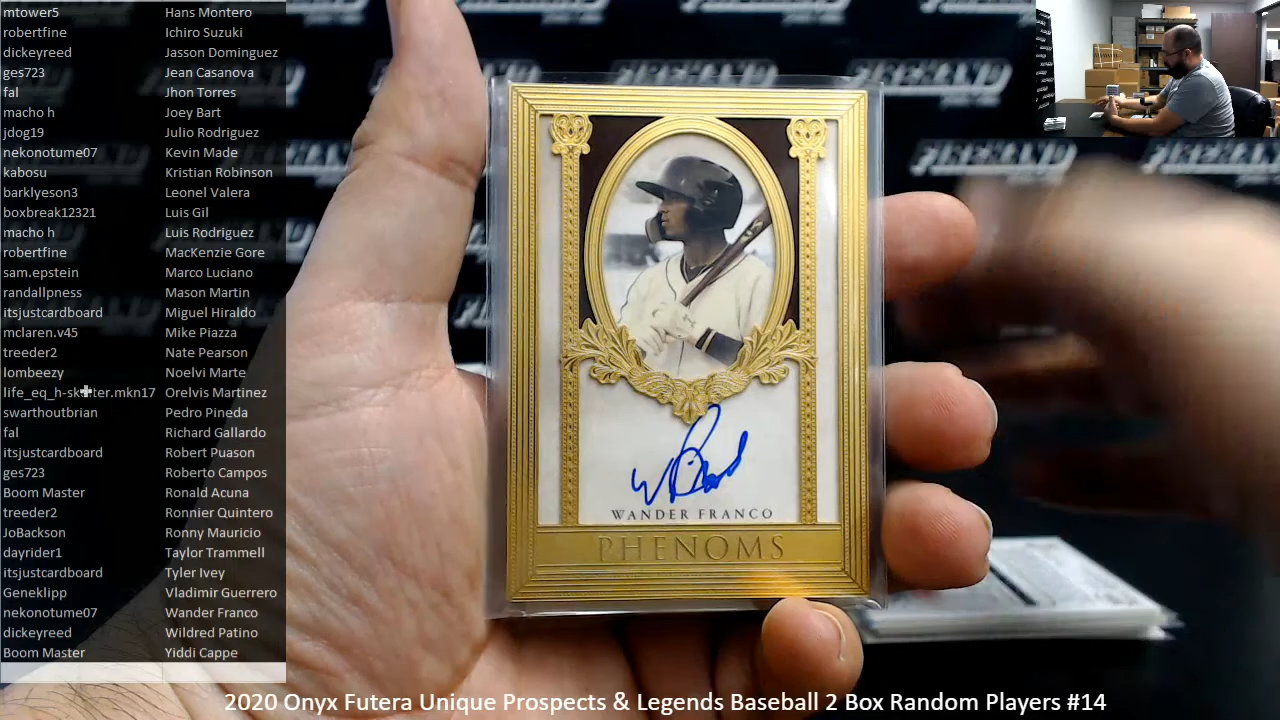 mtower5 Hans Montero
robertfine Ichiro Suzuki
dickeyreed Jasson Dominguez
ges723 Jean Casanova
fal Jhon Torres
macho h Joey Bart
jdog19 Julio Rodriguez
nekonotume07 Kevin Made
kabosu Kristian Robinson
barklyeson3 Leonel Valera
boxbreak12321 Luis Gil
macho h Luis Rodriguez
robertfine MacKenzie Gore
sam.epstein Marco Luciano
randallpness Mason Martin
itsjustcardboard Miguel Hiraldo
mclaren.v45 Mike Piazza
treeder2 Nate Pearson
lombeezy Noelvi Marte
Orelvis Martinez
swarthoutbrian Pedro Pineda
fal Richard Gallardo
itsjustcardboard Robert Puason
ges723 Roberto Campos
Boom Master Ronald Acuna
treeder2 Ronnier Quintero
JoBackson Ronny Mauricio
dayrider1 Taylor Trammell
itsjustcardboard Tyler Ivey
Geneklipp Vladimir Guerrero
nekonotume07 Wander Franco
dickeyreed Wildred Patino
Boom Master Yiddi Cappe
WANDER FRANCO
PHENOMS
2020 Onyx Futera Unique Prospects & Legends Baseball 2 Box Random Players #14